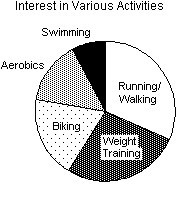 Interest in Various Activities
Swimming
Aerobics
Running/
Walking
Biking
Weight
Training